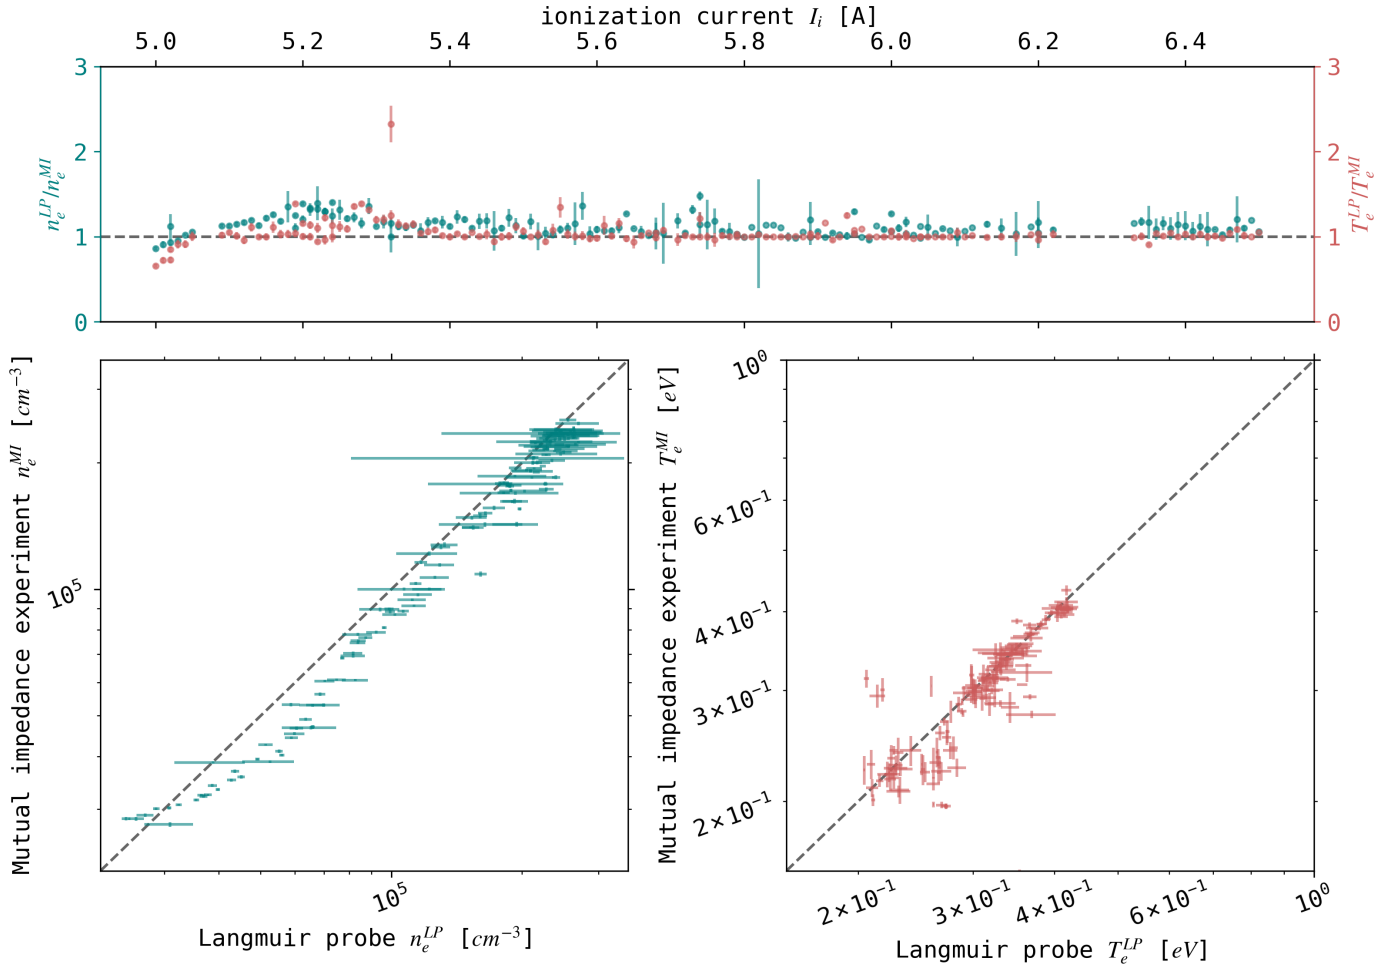 ionization current I_i [A]
5.0 5.2 5.4 5.6 5.8 6.0 6.2 6.4
3 3
2 2
1 1
0 0
n_e^{LP}/n_e^{MI}
T_e^{LP}/T_e^{MI}
Mutual impedance experiment n_e^{MI} [cm^{-3}]
10^5
10^5
Langmuir probe n_e^{LP} [cm^{-3}]
Mutual impedance experiment T_e^{MI} [eV]
10^0
6×10^{-1}
4×10^{-1}
3×10^{-1}
2×10^{-1}
2×10^{-1} 3×10^{-1} 4×10^{-1} 6×10^{-1} 10^0
Langmuir probe T_e^{LP} [eV]